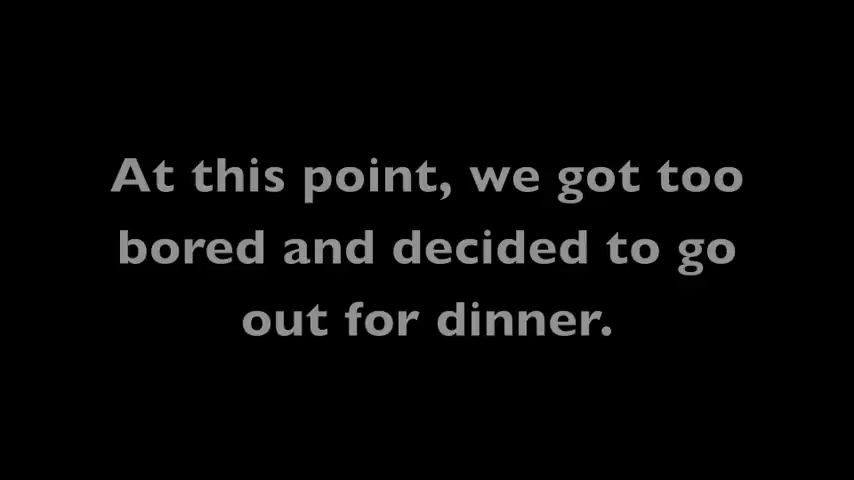 At this point, we got too
bored and decided to go
out for dinner.